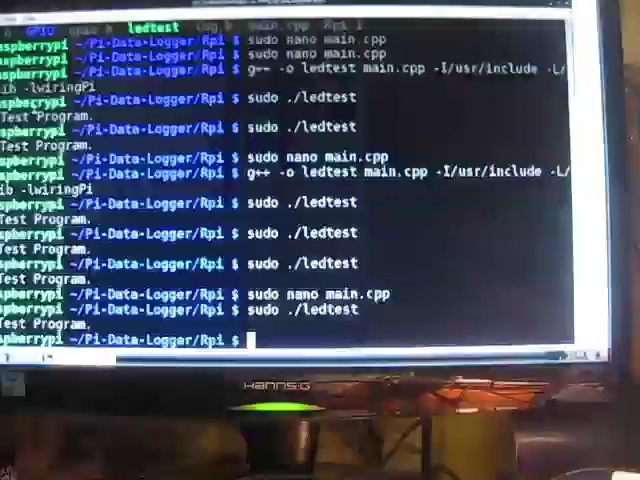 GPIO ledtest main.cpp
aspberrypi ~/Pi-Data-Logger/Rpi $ sudo nano main.cpp
aspberrypi ~/Pi-Data-Logger/Rpi $ sudo nano main.cpp
aspberrypi ~/Pi-Data-Logger/Rpi $ g++ -o ledtest main.cpp -I/usr/include -L/
ib -lwiringPi
aspberrypi ~/Pi-Data-Logger/Rpi $ sudo ./ledtest
Test Program.
aspberrypi ~/Pi-Data-Logger/Rpi $ sudo ./ledtest
Test Program.
aspberrypi ~/Pi-Data-Logger/Rpi $ sudo nano main.cpp
aspberrypi ~/Pi-Data-Logger/Rpi $ g++ -o ledtest main.cpp -I/usr/include -L/
ib -lwiringPi
aspberrypi ~/Pi-Data-Logger/Rpi $ sudo ./ledtest
Test Program.
aspberrypi ~/Pi-Data-Logger/Rpi $ sudo ./ledtest
Test Program.
aspberrypi ~/Pi-Data-Logger/Rpi $ sudo ./ledtest
Test Program.
spberrypi ~/Pi-Data-Logger/Rpi $ sudo nano main.cpp
spberrypi ~/Pi-Data-Logger/Rpi $ sudo ./ledtest
Test Program.
spberrypi ~/Pi-Data-Logger/Rpi $
HANNS.G